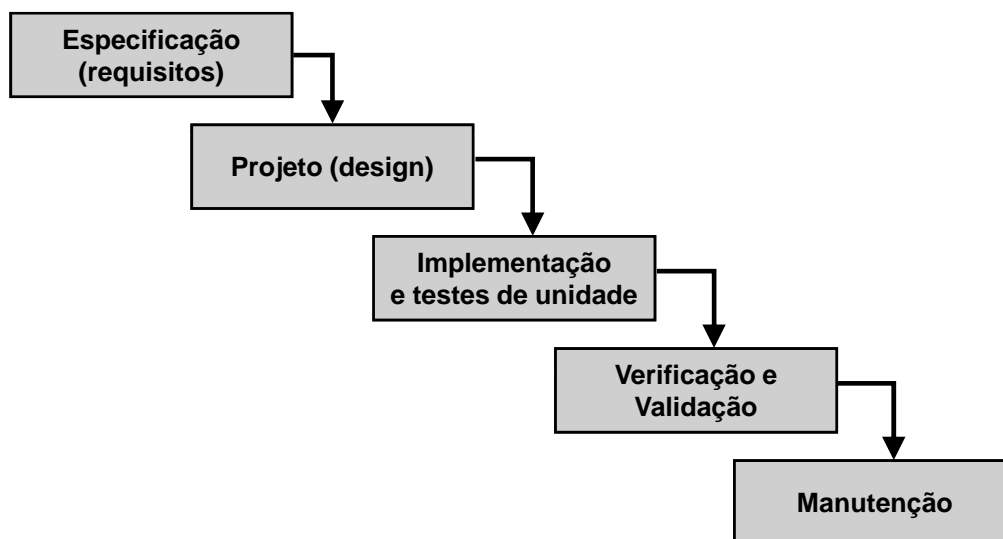 Especificação
(requisitos)
Projeto (design)
Implementação
e testes de unidade
Verificação e
Validação
Manutenção